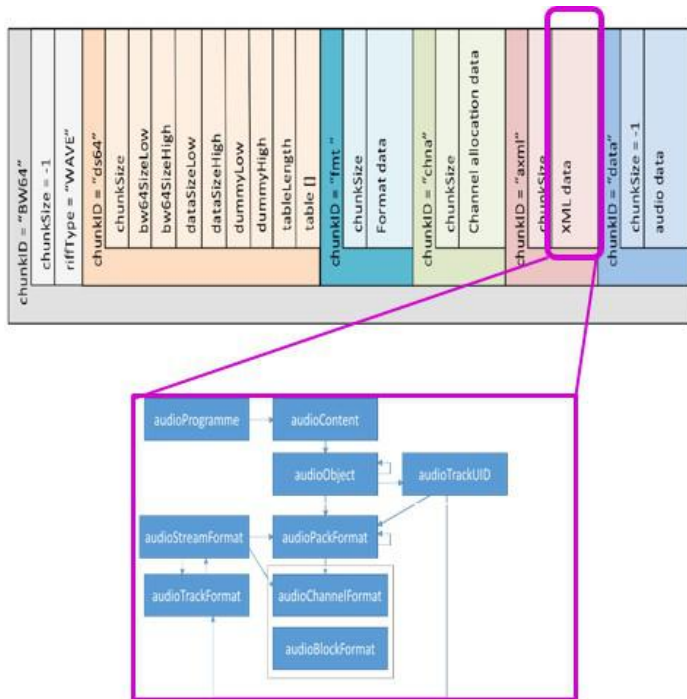 chunkID = "BW64"
chunkSize = -1
riffType = "WAVE"
chunkID = "ds64"
chunkSize
bw64SizeLow
bw64SizeHigh
dataSizeLow
dataSizeHigh
dummyLow
dummyHigh
tableLength
table []
chunkID = "fmt "
chunkSize
Format data
chunkID = "chna"
chunkSize
Channel allocation data
chunkID = "axml"
chunkSize
XML data
chunkID = "data"
chunkSize = -1
audio data
audioProgramme
audioContent
audioObject
audioTrackUID
audioStreamFormat
audioPackFormat
audioTrackFormat
audioChannelFormat
audioBlockFormat